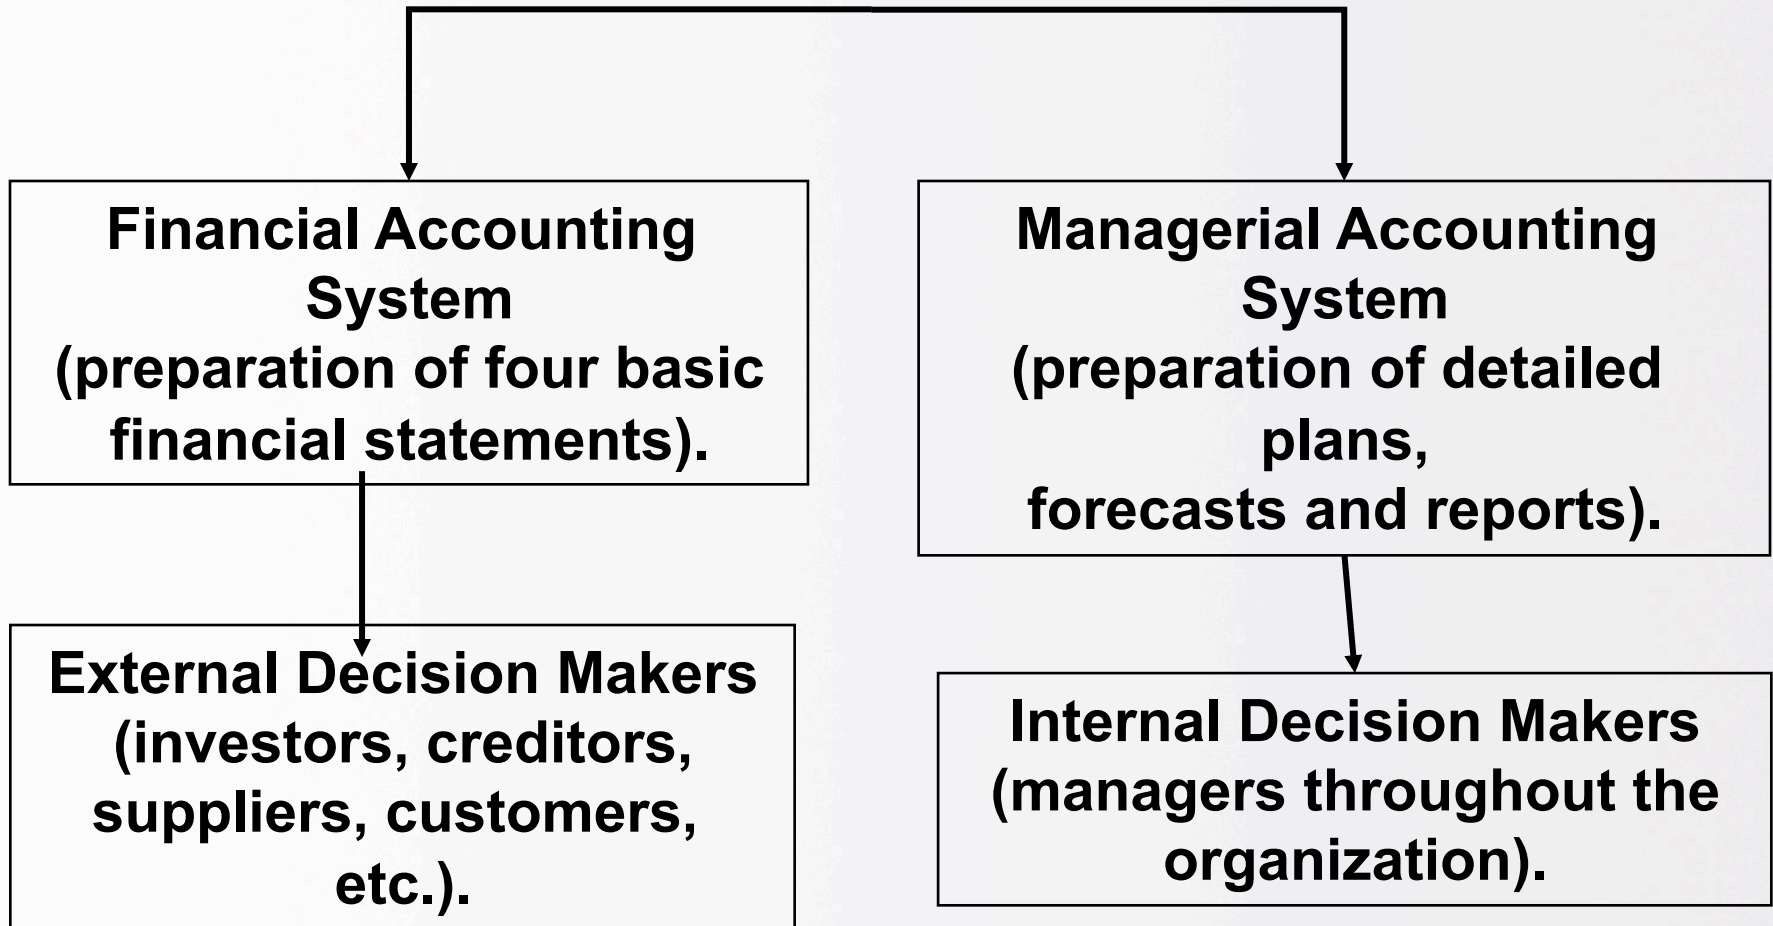 Financial Accounting
System
(preparation of four basic
financial statements).
Managerial Accounting
System
(preparation of detailed
plans,
forecasts and reports).
External Decision Makers
(investors, creditors,
suppliers, customers,
etc.).
Internal Decision Makers
(managers throughout the
organization).